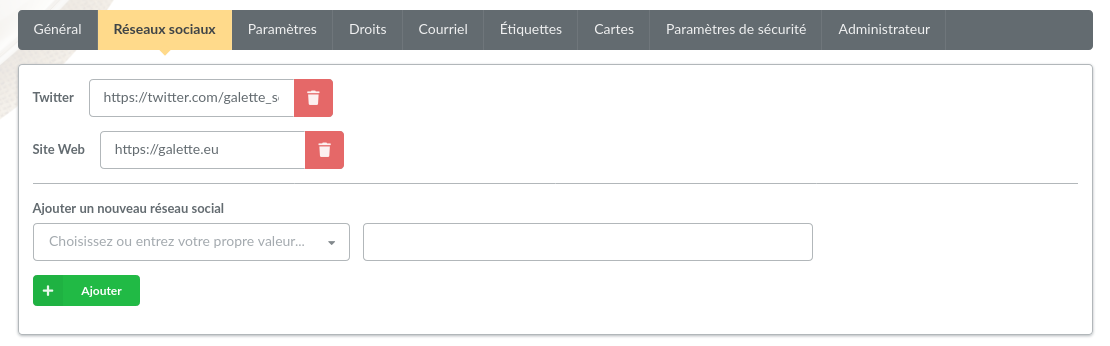 Général Réseaux sociaux Paramètres Droits Courriel Étiquettes Cartes Paramètres de sécurité Administrateur
Twitter https://twitter.com/galette_s
Site Web https://galette.eu
Ajouter un nouveau réseau social
Choisissez ou entrez votre propre valeur...
+ Ajouter